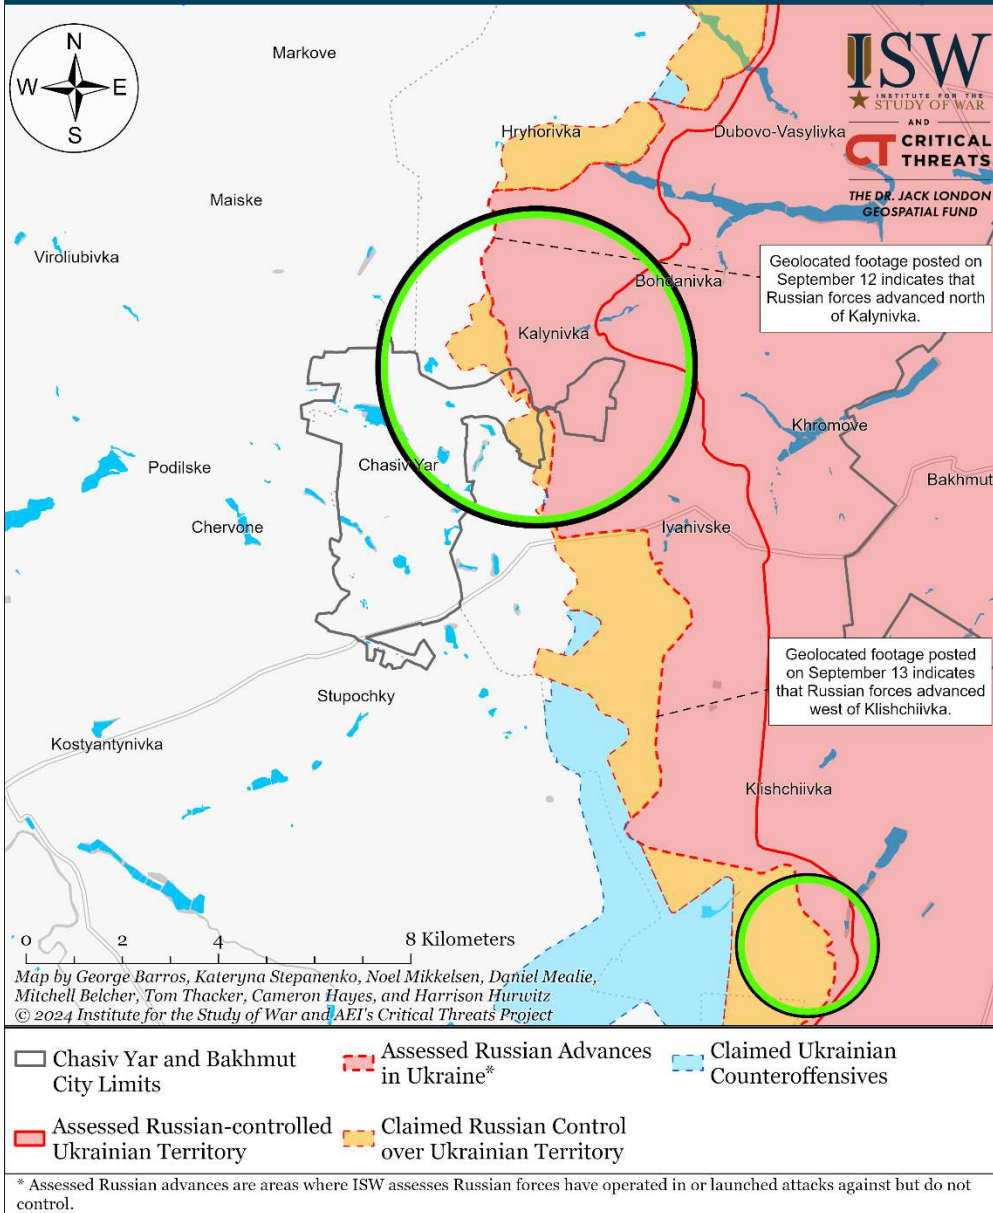 N
W
E
S
Markove
Hryhorivka
Dubovo-Vasylivka
ISW
INSTITUTE FOR THE
STUDY OF WAR
AND
CT CRITICAL
THREATS
THE DR. JACK LONDON
GEOSPATIAL FUND
Maiske
Viroliubivka
Bohdanivka
Geolocated footage posted on
September 12 indicates that
Russian forces advanced north
of Kalynivka.
Kalynivka
Khromove
Podilske
Chasiv Yar
Bakhmut
Chervone
Ivanivske
Geolocated footage posted
on September 13 indicates
that Russian forces advanced
west of Klishchiivka.
Stupochky
Kostyantynivka
Klishchiivka
0 2 4 8 Kilometers
Map by George Barros, Kateryna Stepanenko, Noel Mikkelsen, Daniel Mealie,
Mitchell Belcher, Tom Thacker, Cameron Hayes, and Harrison Hurwitz
© 2024 Institute for the Study of War and AEI's Critical Threats Project
Chasiv Yar and Bakhmut
City Limits
Assessed Russian Advances
in Ukraine*
Claimed Ukrainian
Counteroffensives
Assessed Russian-controlled
Ukrainian Territory
Claimed Russian Control
over Ukrainian Territory
* Assessed Russian advances are areas where ISW assesses Russian forces have operated in or launched attacks against but do not
control.